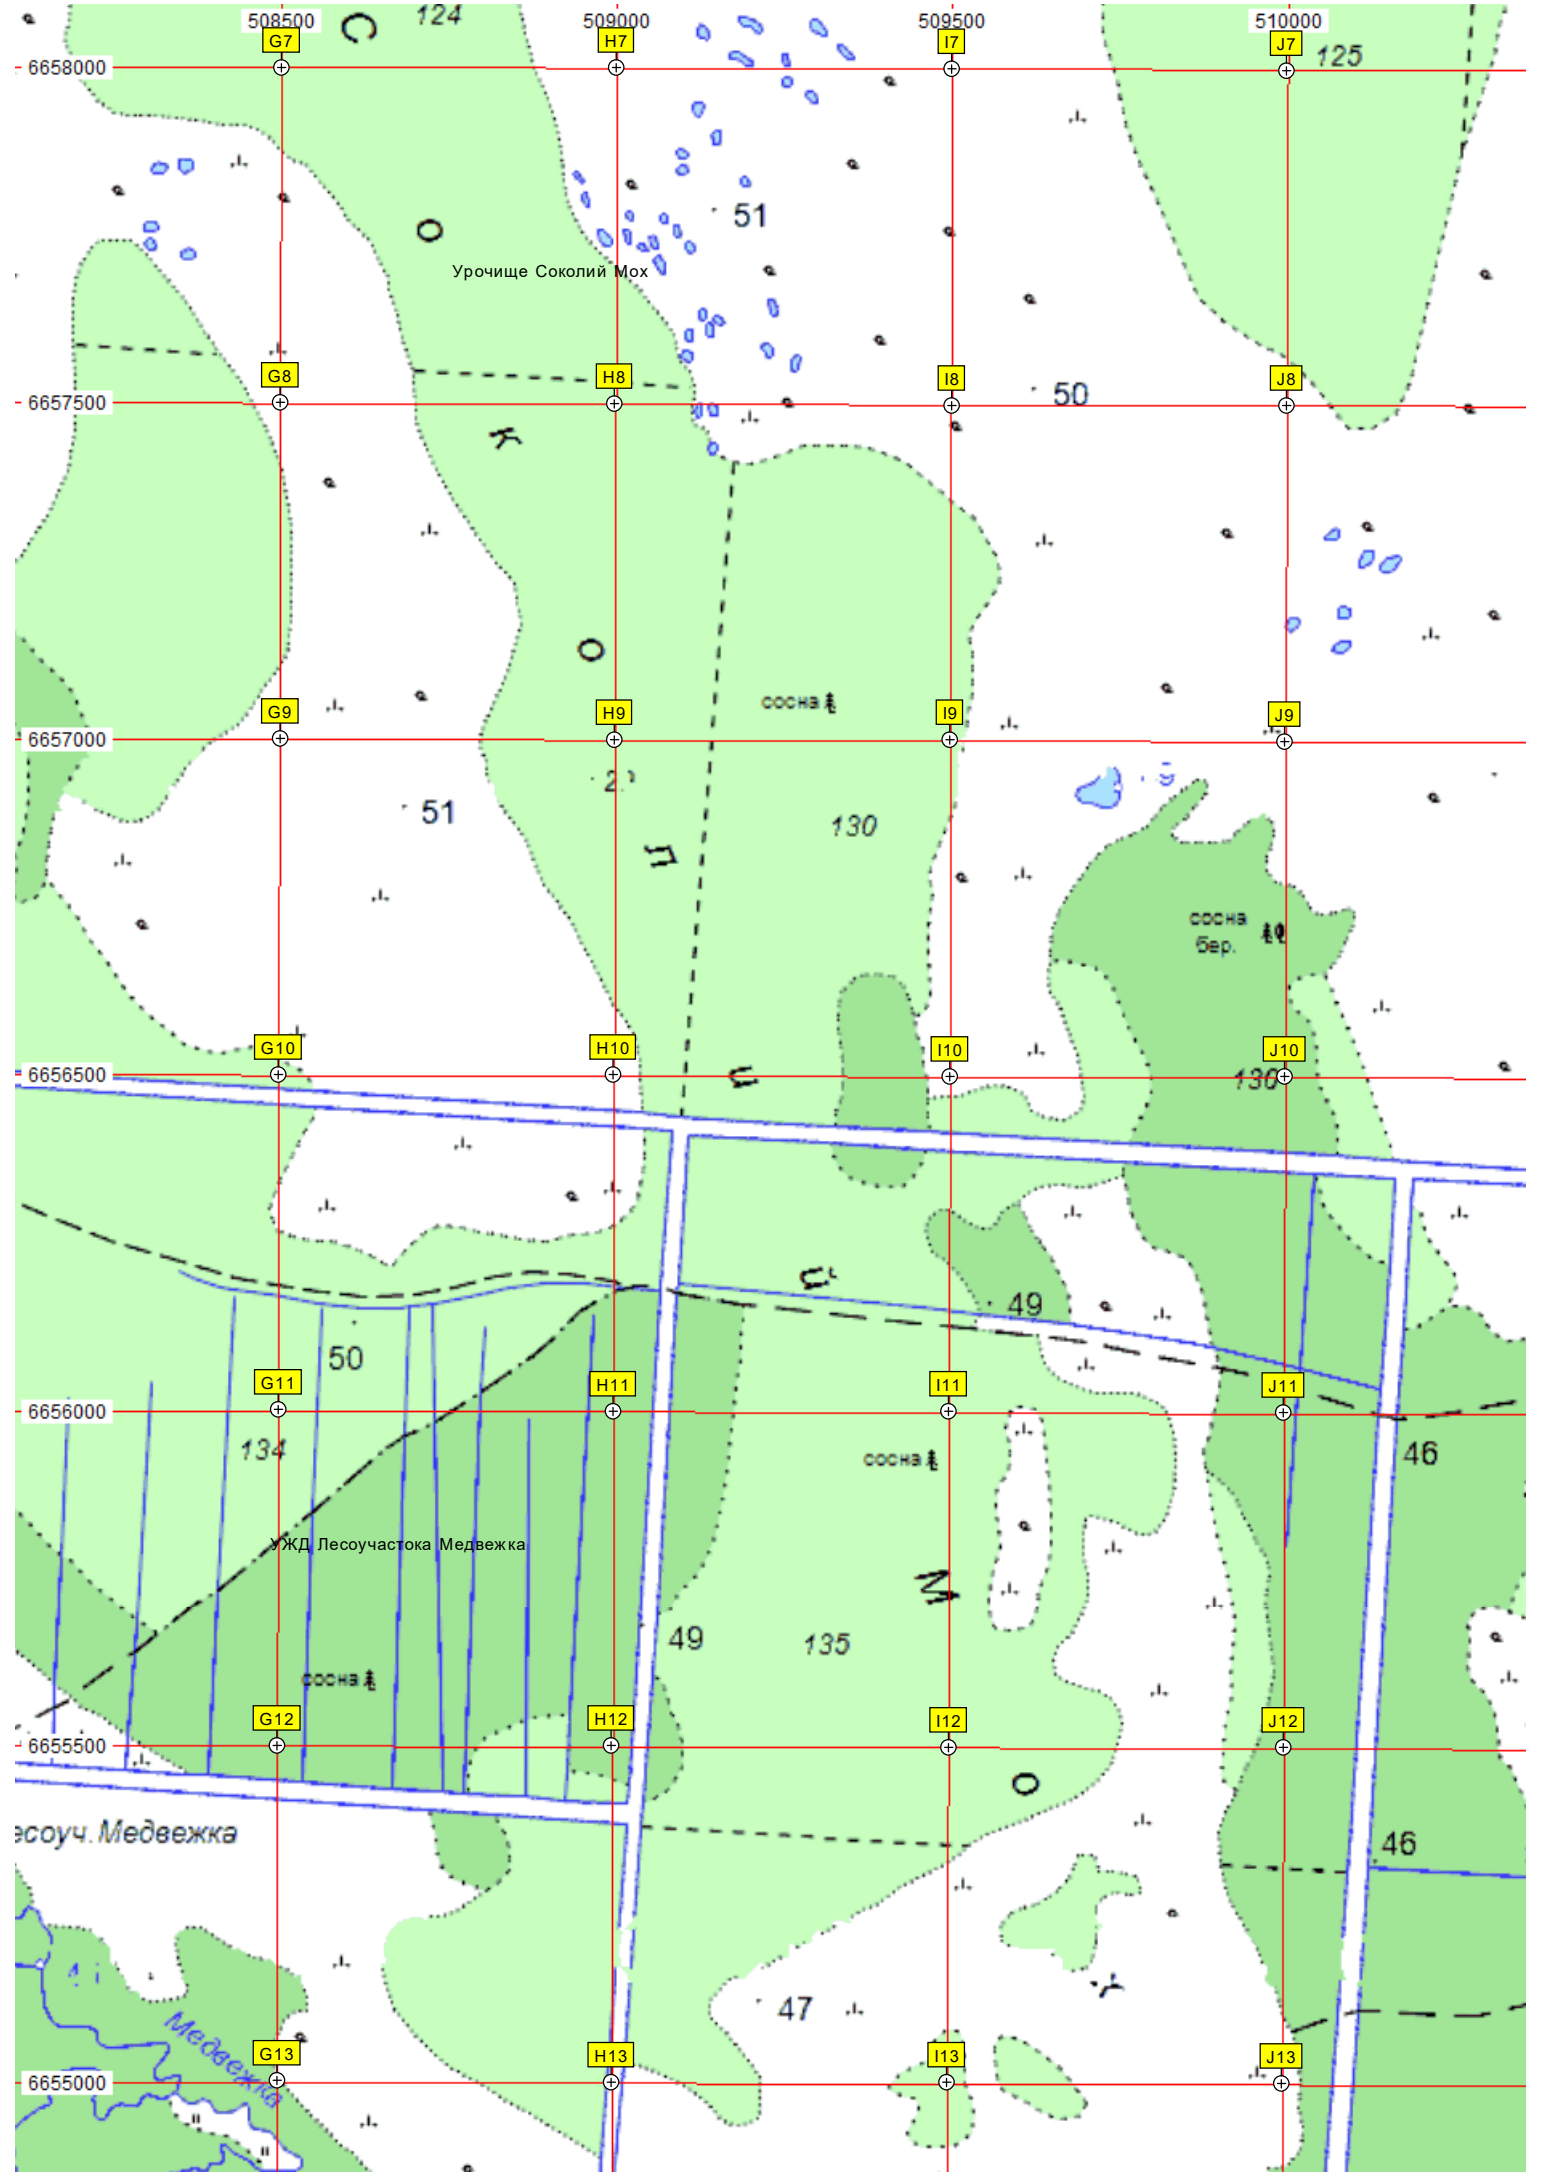 508500 509000 509500 510000
124
С
G7 H7 I7 J7
125
6658000
51
О
Урочище Соколий Мох
G8 H8 I8 J8
50
6657500
К
О
сосна
G9 H9 I9 J9
6657000
51
130
Л
сосна
бер.
G10 H10 I10 J10
6656500
130
И
Й
49
50
G11 H11 I11 J11
6656000
134
сосна
46
УЖД Лесоучастока Медвежка
М
49
135
сосна
G12 H12 I12 J12
6655500
О
есоуч. Медвежка
46
47
Медвежка
G13 H13 I13 J13
6655000